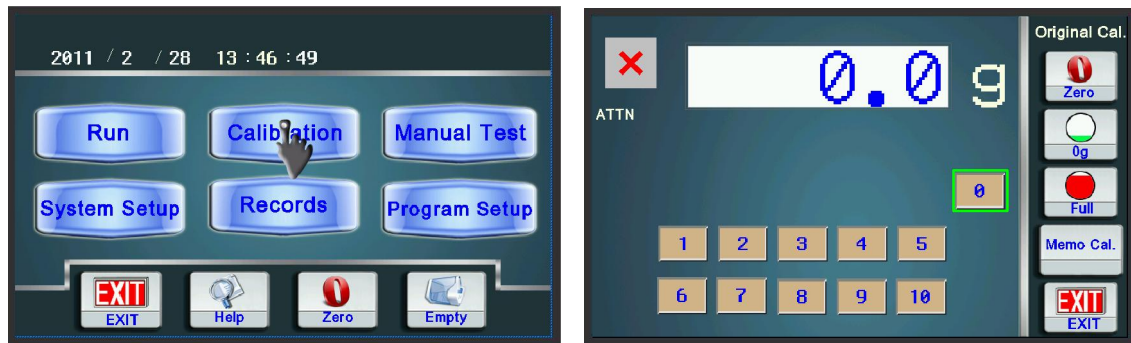 2011 / 2 / 28 13 : 46 : 49
Run Calibration Manual Test
System Setup Records Program Setup
EXIT
EXIT Help Zero Empty
Original Cal.
0.0 g
ATTN
Zero
0g
0
Full
1 2 3 4 5
Memo Cal.
6 7 8 9 10
EXIT
EXIT